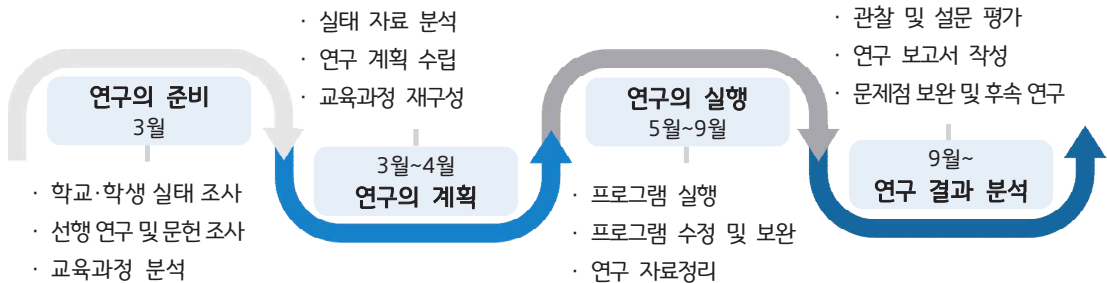 연구의 준비
3월
· 학교·학생 실태 조사
· 선행 연구 및 문헌 조사
· 교육과정 분석
· 실태 자료 분석
· 연구 계획 수립
· 교육과정 재구성
3월~4월
연구의 계획
연구의 실행
5월~9월
· 프로그램 실행
· 프로그램 수정 및 보완
· 연구 자료정리
· 관찰 및 설문 평가
· 연구 보고서 작성
· 문제점 보완 및 후속 연구
9월~
연구 결과 분석